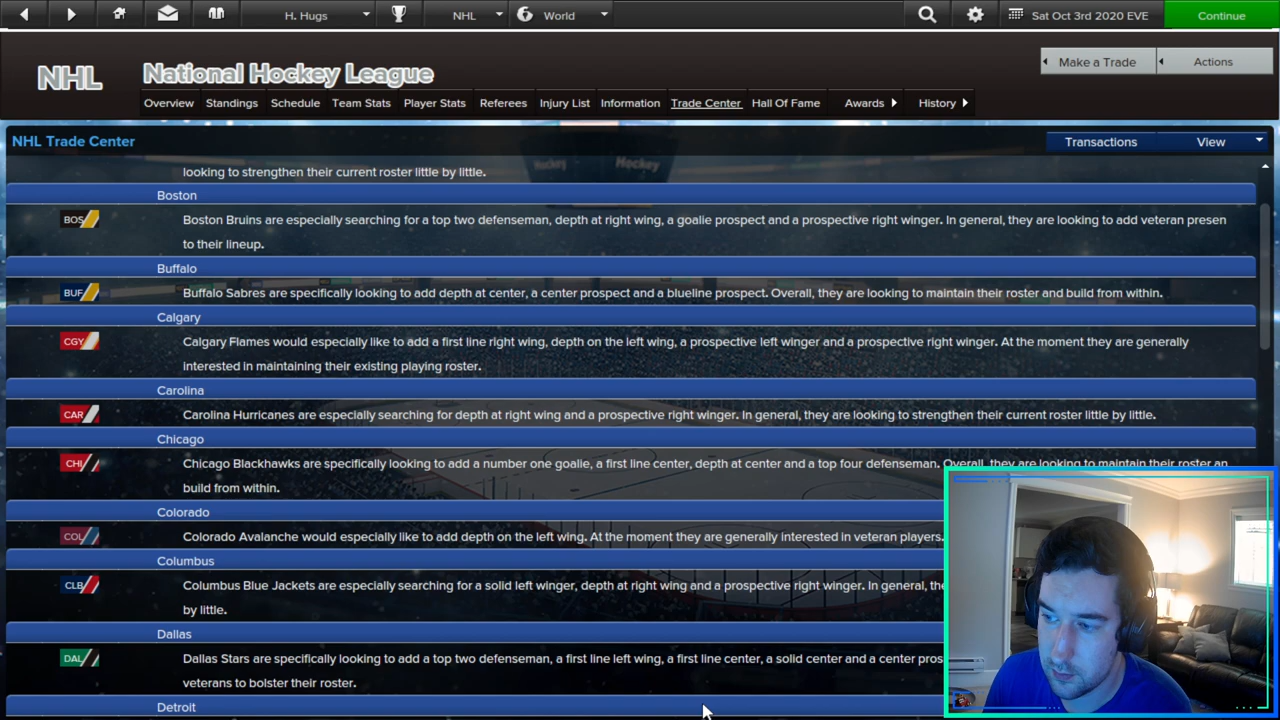 H. Hugs NHL World Sat Oct 3rd 2020 EVE Continue
NHL National Hockey League Make a Trade Actions
Overview Standings Schedule Team Stats Player Stats Referees Injury List Information Trade Center Hall Of Fame Awards History
NHL Trade Center Transactions View
looking to strengthen their current roster little by little.
Boston
BOS Boston Bruins are especially searching for a top two defenseman, depth at right wing, a goalie prospect and a prospective right winger. In general, they are looking to add veteran presen
to their lineup.
Buffalo
BUF Buffalo Sabres are specifically looking to add depth at center, a center prospect and a blueline prospect. Overall, they are looking to maintain their roster and build from within.
Calgary
CGY Calgary Flames would especially like to add a first line right wing, depth on the left wing, a prospective left winger and a prospective right winger. At the moment they are generally
interested in maintaining their existing playing roster.
Carolina
CAR Carolina Hurricanes are especially searching for depth at right wing and a prospective right winger. In general, they are looking to strengthen their current roster little by little.
Chicago
CHI Chicago Blackhawks are specifically looking to add a number one goalie, a first line center, depth at center and a top four defenseman. Overall, they are looking to maintain their roster an
build from within.
Colorado
COL Colorado Avalanche would especially like to add depth on the left wing. At the moment they are generally interested in veteran players.
Columbus
CLB Columbus Blue Jackets are especially searching for a solid left winger, depth at right wing and a prospective right winger. In general, the
by little.
Dallas
DAL Dallas Stars are specifically looking to add a top two defenseman, a first line left wing, a first line center, a solid center and a center pros
veterans to bolster their roster.
Detroit